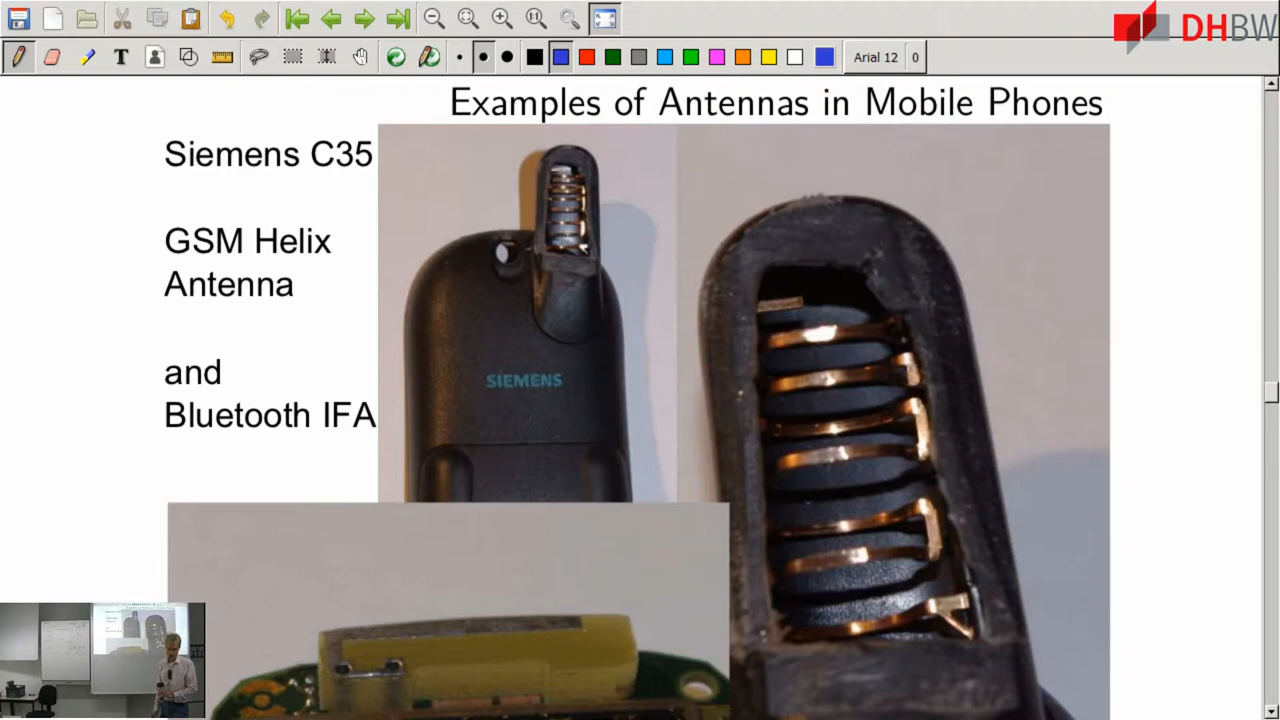 DHBW
T
Arial 12
0
Examples of Antennas in Mobile Phones
Siemens C35
GSM Helix
Antenna
and
Bluetooth IFA
SIEMENS